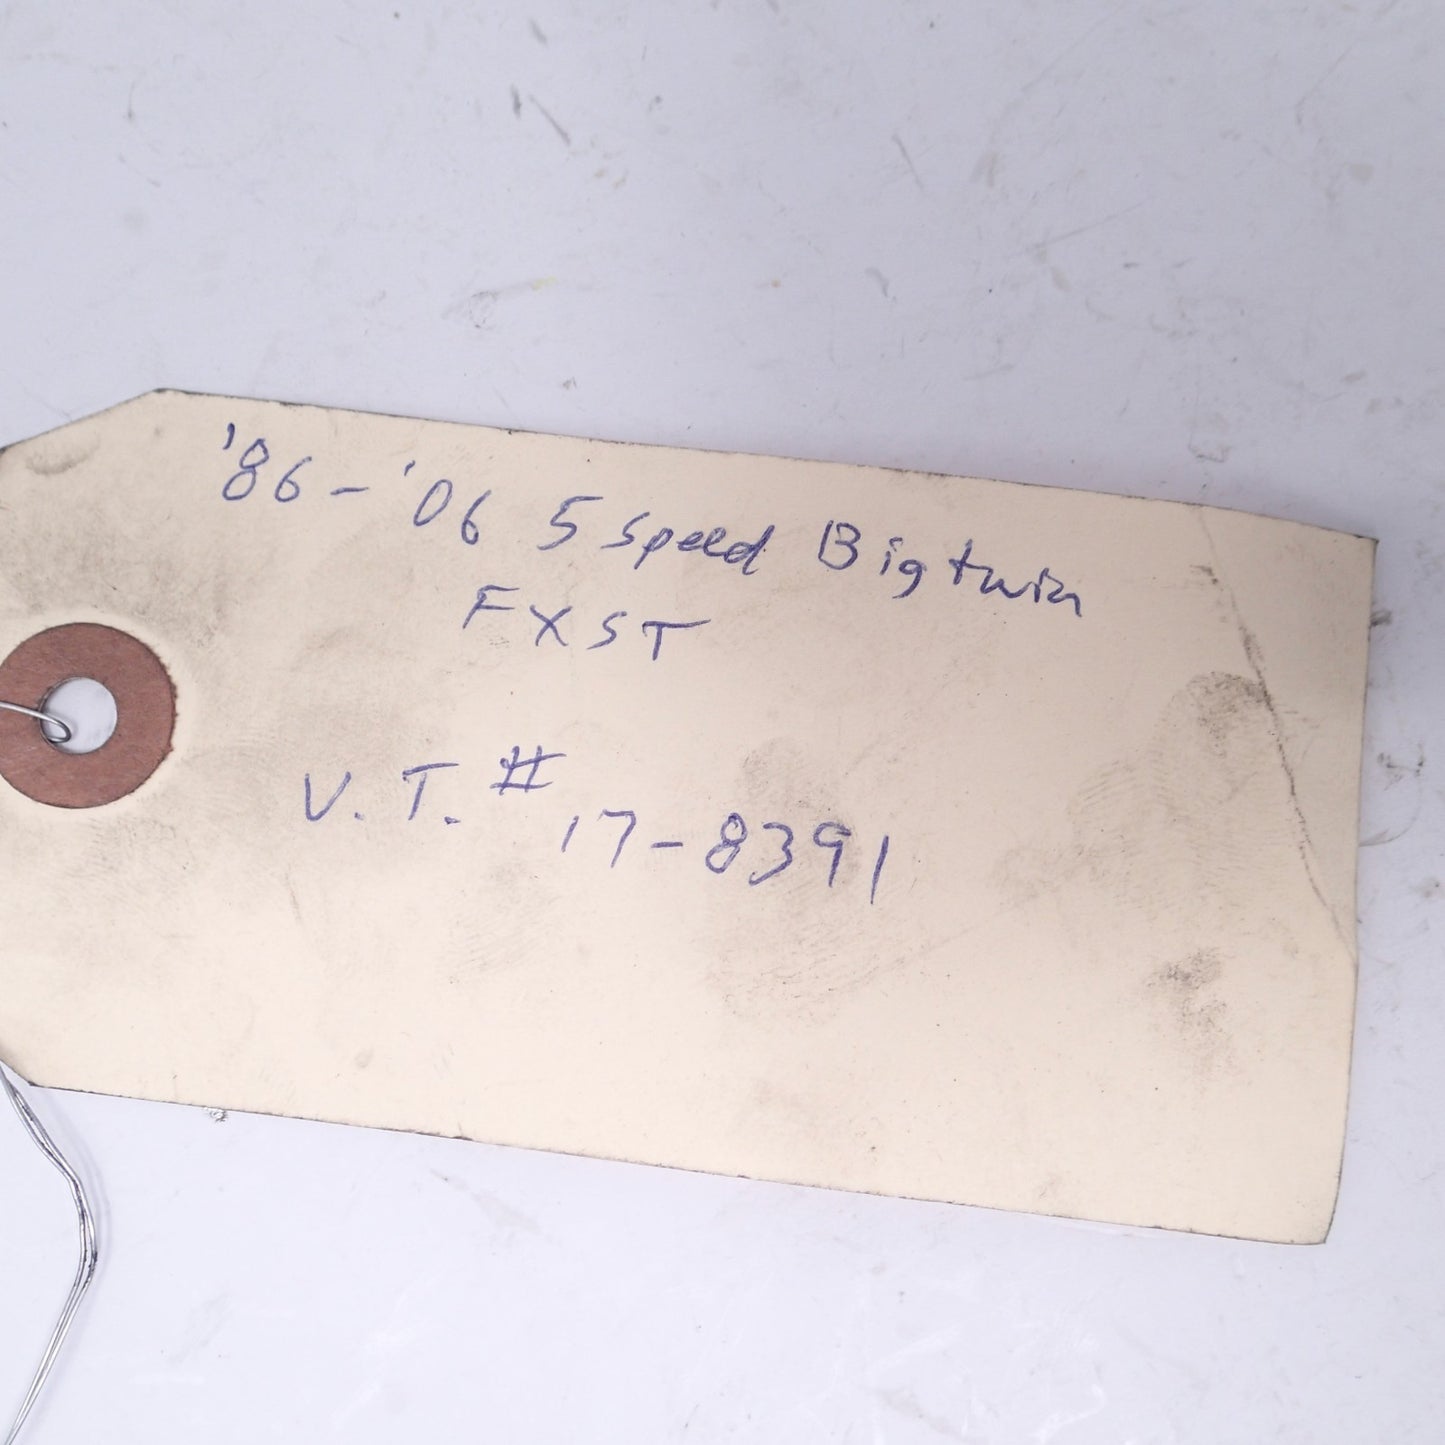 '86 - '06 5 speed Big twin
FXST
V.T. # 17-8391